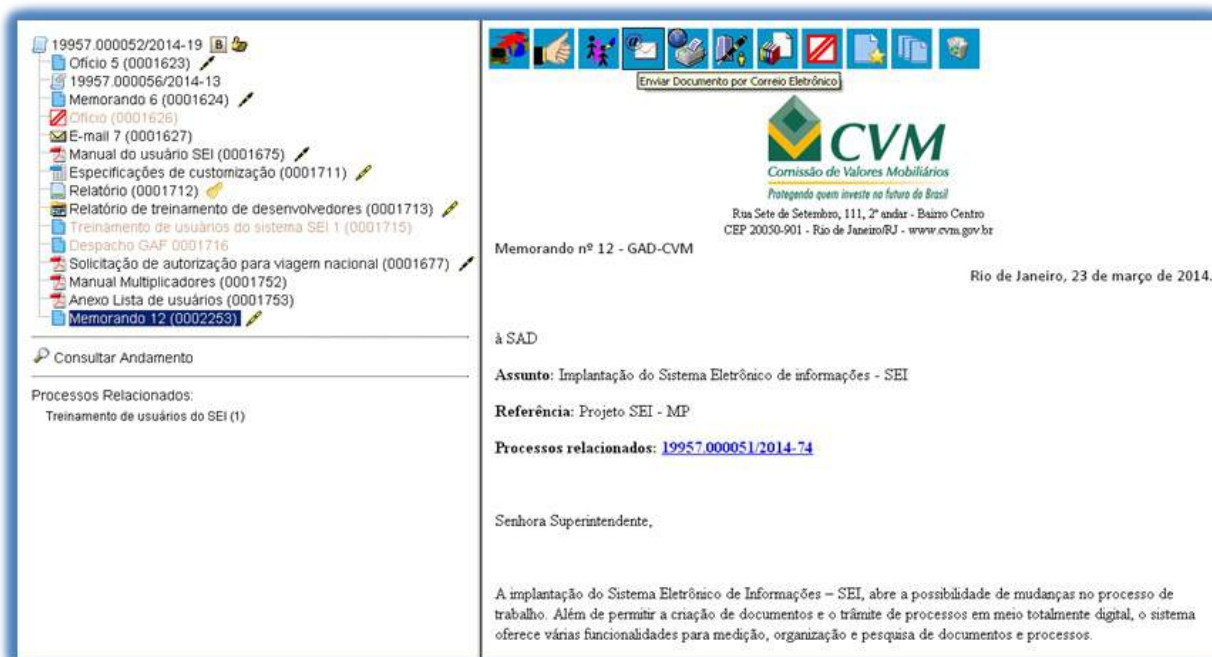 19957.000052/2014-19 B
Ofício 5 (0001623)
19957.000056/2014-13
Memorando 6 (0001624)
Ofício (0001626)
E-mail 7 (0001627)
Manual do usuário SEI (0001675)
Especificações de customização (0001711)
Relatório (0001712)
Relatório de treinamento de desenvolvedores (0001713)
Treinamento de usuários do sistema SEI 1 (0001715)
Despacho GAF 0001716
Solicitação de autorização para viagem nacional (0001677)
Manual Multiplicadores (0001752)
Anexo Lista de usuários (0001753)
Memorando 12 (0002253)
Consultar Andamento
Processos Relacionados:
Treinamento de usuários do SEI (1)
Enviar Documento por Correio Eletrônico
CVM
Comissão de Valores Mobiliários
Protegendo quem investe no futuro do Brasil
Rua Sete de Setembro, 111, 2º andar - Bairro Centro
CEP 20050-901 - Rio de Janeiro/RJ - www.cvm.gov.br
Memorando nº 12 - GAD-CVM
Rio de Janeiro, 23 de março de 2014.
à SAD
Assunto: Implantação do Sistema Eletrônico de informações - SEI
Referência: Projeto SEI - MP
Processos relacionados: 19957.000051/2014-74
Senhora Superintendente,
A implantação do Sistema Eletrônico de Informações – SEI, abre a possibilidade de mudanças no processo de
trabalho. Além de permitir a criação de documentos e o trâmite de processos em meio totalmente digital, o sistema
oferece várias funcionalidades para medição, organização e pesquisa de documentos e processos.